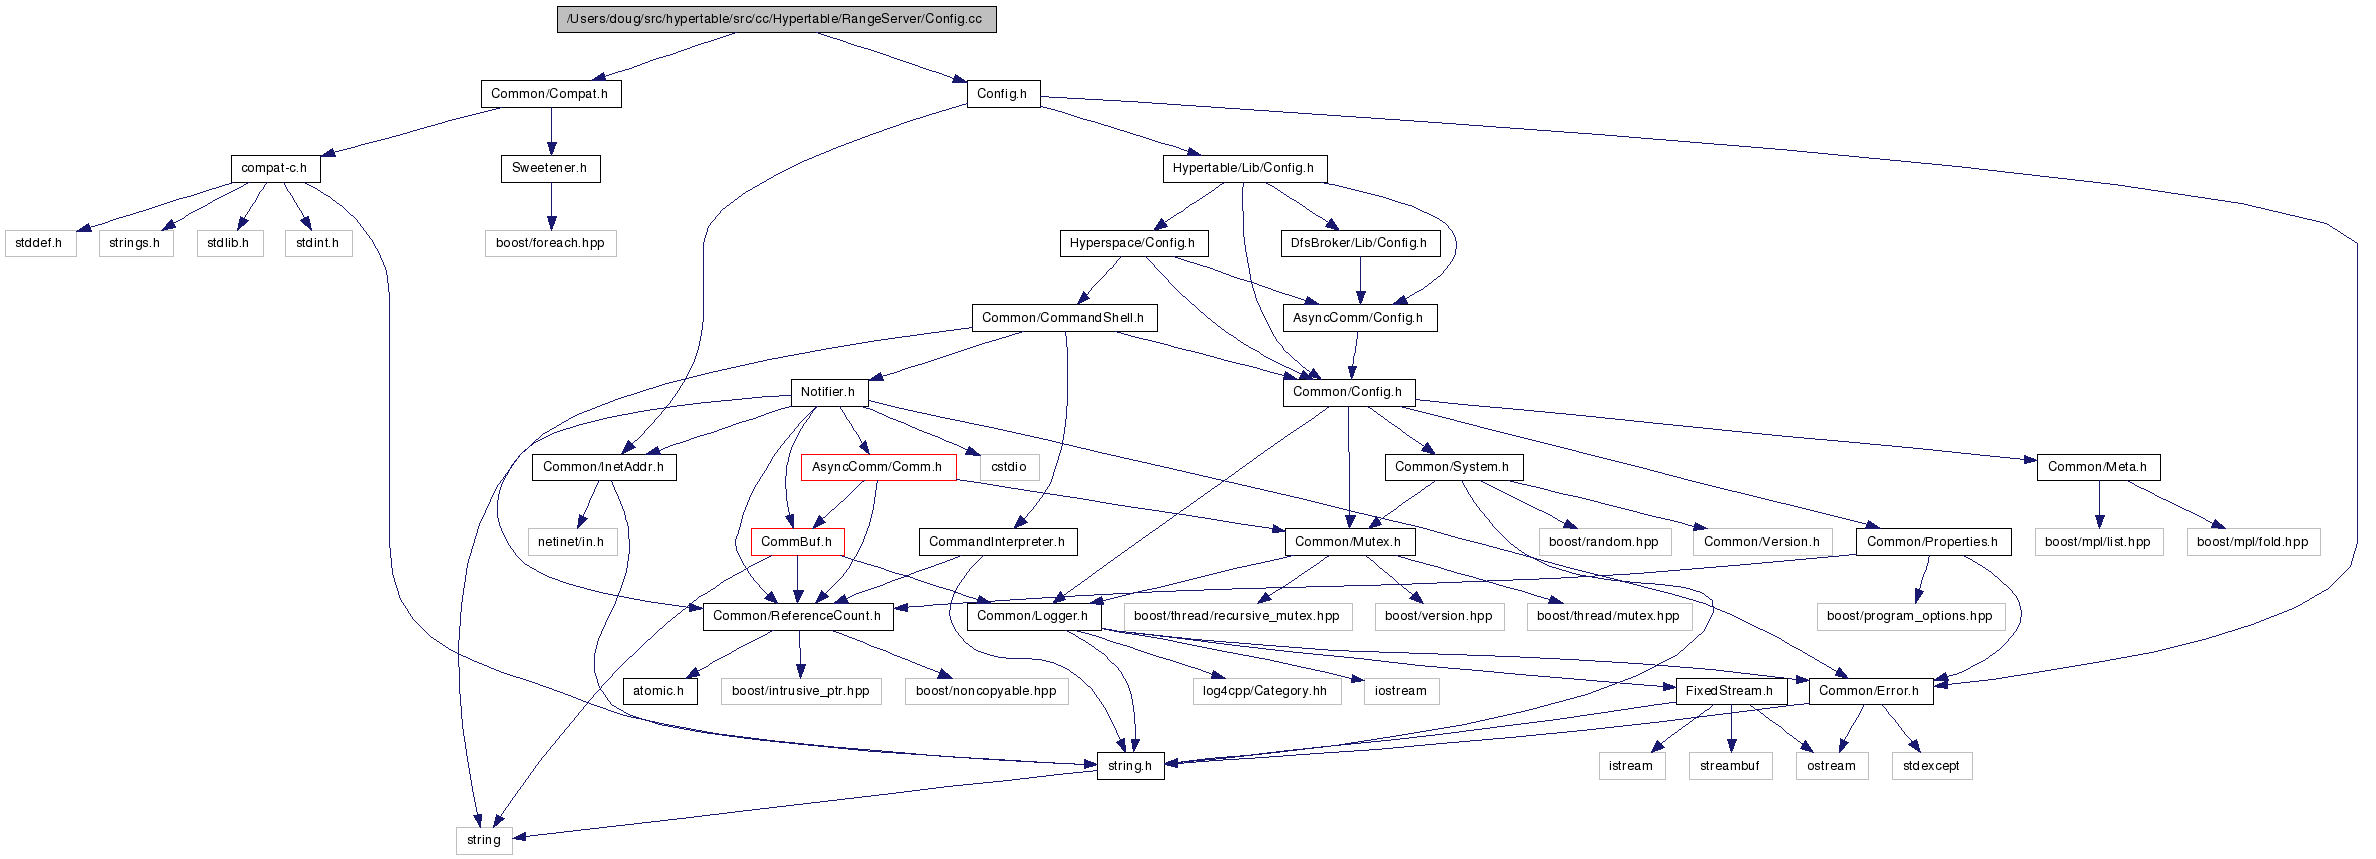 /Users/doug/src/hypertable/src/cc/Hypertable/RangeServer/Config.cc
Common/Compat.h
Config.h
compat-c.h
Sweetener.h
Hypertable/Lib/Config.h
stddef.h
strings.h
stdlib.h
stdint.h
boost/foreach.hpp
Hyperspace/Config.h
DfsBroker/Lib/Config.h
Common/CommandShell.h
AsyncComm/Config.h
Notifier.h
Common/Config.h
Common/InetAddr.h
AsyncComm/Comm.h
cstdio
Common/System.h
Common/Meta.h
netinet/in.h
CommBuf.h
CommandInterpreter.h
Common/Mutex.h
boost/random.hpp
Common/Version.h
Common/Properties.h
boost/mpl/list.hpp
boost/mpl/fold.hpp
Common/ReferenceCount.h
Common/Logger.h
boost/thread/recursive_mutex.hpp
boost/version.hpp
boost/thread/mutex.hpp
boost/program_options.hpp
atomic.h
boost/intrusive_ptr.hpp
boost/noncopyable.hpp
log4cpp/Category.hh
iostream
FixedStream.h
Common/Error.h
string.h
istream
streambuf
ostream
stdexcept
string